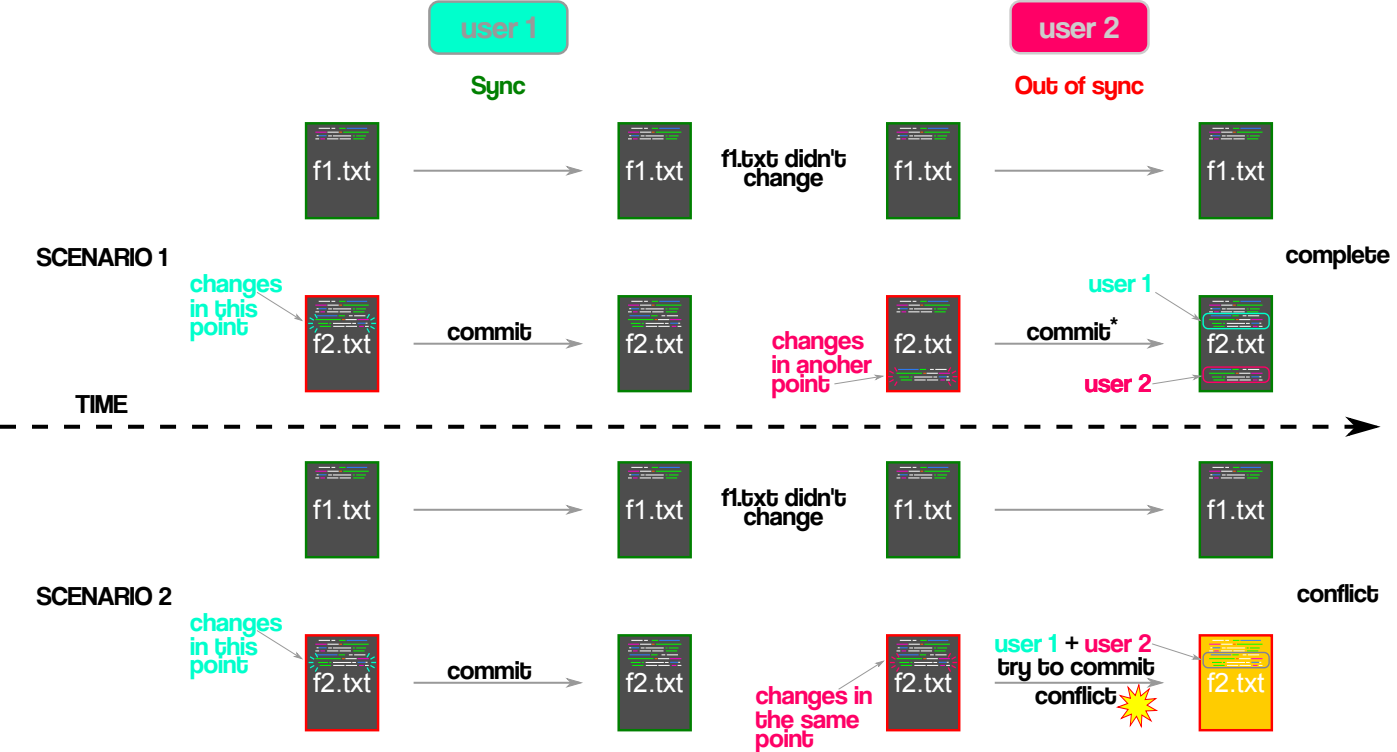 user 1
user 2
Sync
Out of sync
f1.txt
f1.txt
f1.txt didn't
change
f1.txt
f1.txt
SCENARIO 1
complete
changes
in this
point
f2.txt
commit
f2.txt
changes
in anoher
point
f2.txt
commit*
user 1
f2.txt
user 2
TIME
f1.txt
f1.txt
f1.txt didn't
change
f1.txt
f1.txt
SCENARIO 2
conflict
changes
in this
point
f2.txt
commit
f2.txt
changes in
the same
point
f2.txt
user 1 + user 2
try to commit
conflict
f2.txt